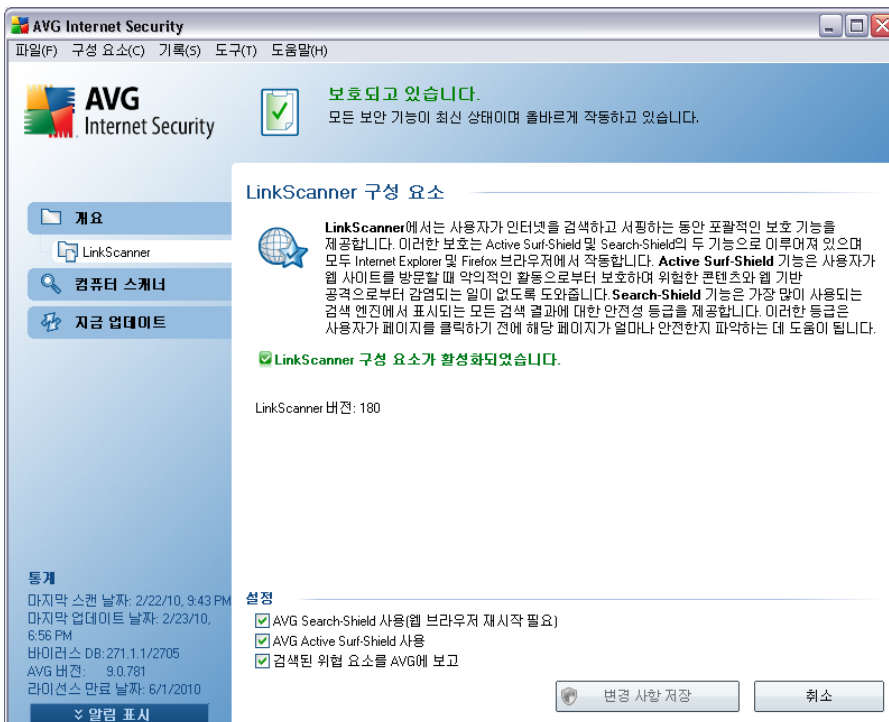 AVG Internet Security
파일(F) 구성 요소(C) 기록(S) 도구(T) 도움말(H)
AVG
Internet Security
보호되고 있습니다.
모든 보안 기능이 최신 상태이며 올바르게 작동하고 있습니다.
개요
LinkScanner
컴퓨터 스캐너
지금 업데이트
LinkScanner 구성 요소
LinkScanner에서는 사용자가 인터넷을 검색하고 서핑하는 동안 포괄적인 보호 기능을
제공합니다. 이러한 보호는 Active Surf-Shield 및 Search-Shield의 두 기능으로 이루어져 있으며
모두 Internet Explorer 및 Firefox 브라우저에서 작동합니다. Active Surf-Shield 기능은 사용자가
웹 사이트를 방문할 때 악의적인 활동으로부터 보호하며 위험한 콘텐츠와 웹 기반
공격으로부터 감염되는 일이 없도록 도와줍니다. Search-Shield 기능은 가장 많이 사용되는
검색 엔진에서 표시되는 모든 검색 결과에 대한 안전성 등급을 제공합니다. 이러한 등급은
사용자가 페이지를 클릭하기 전에 해당 페이지가 얼마나 안전한지 파악하는 데 도움이 됩니다.
LinkScanner 구성 요소가 활성화되었습니다.
LinkScanner 버전: 180
통계
마지막 스캔 날짜: 2/22/10, 9:43 PM
마지막 업데이트 날짜: 2/23/10,
6:56 PM
바이러스 DB: 271.1.1/2705
AVG 버전: 9.0.781
라이선스 만료 날짜: 6/1/2010
알림 표시
설정
AVG Search-Shield 사용(웹 브라우저 재시작 필요)
AVG Active Surf-Shield 사용
검색된 위협 요소를 AVG에 보고
변경 사항 저장
취소